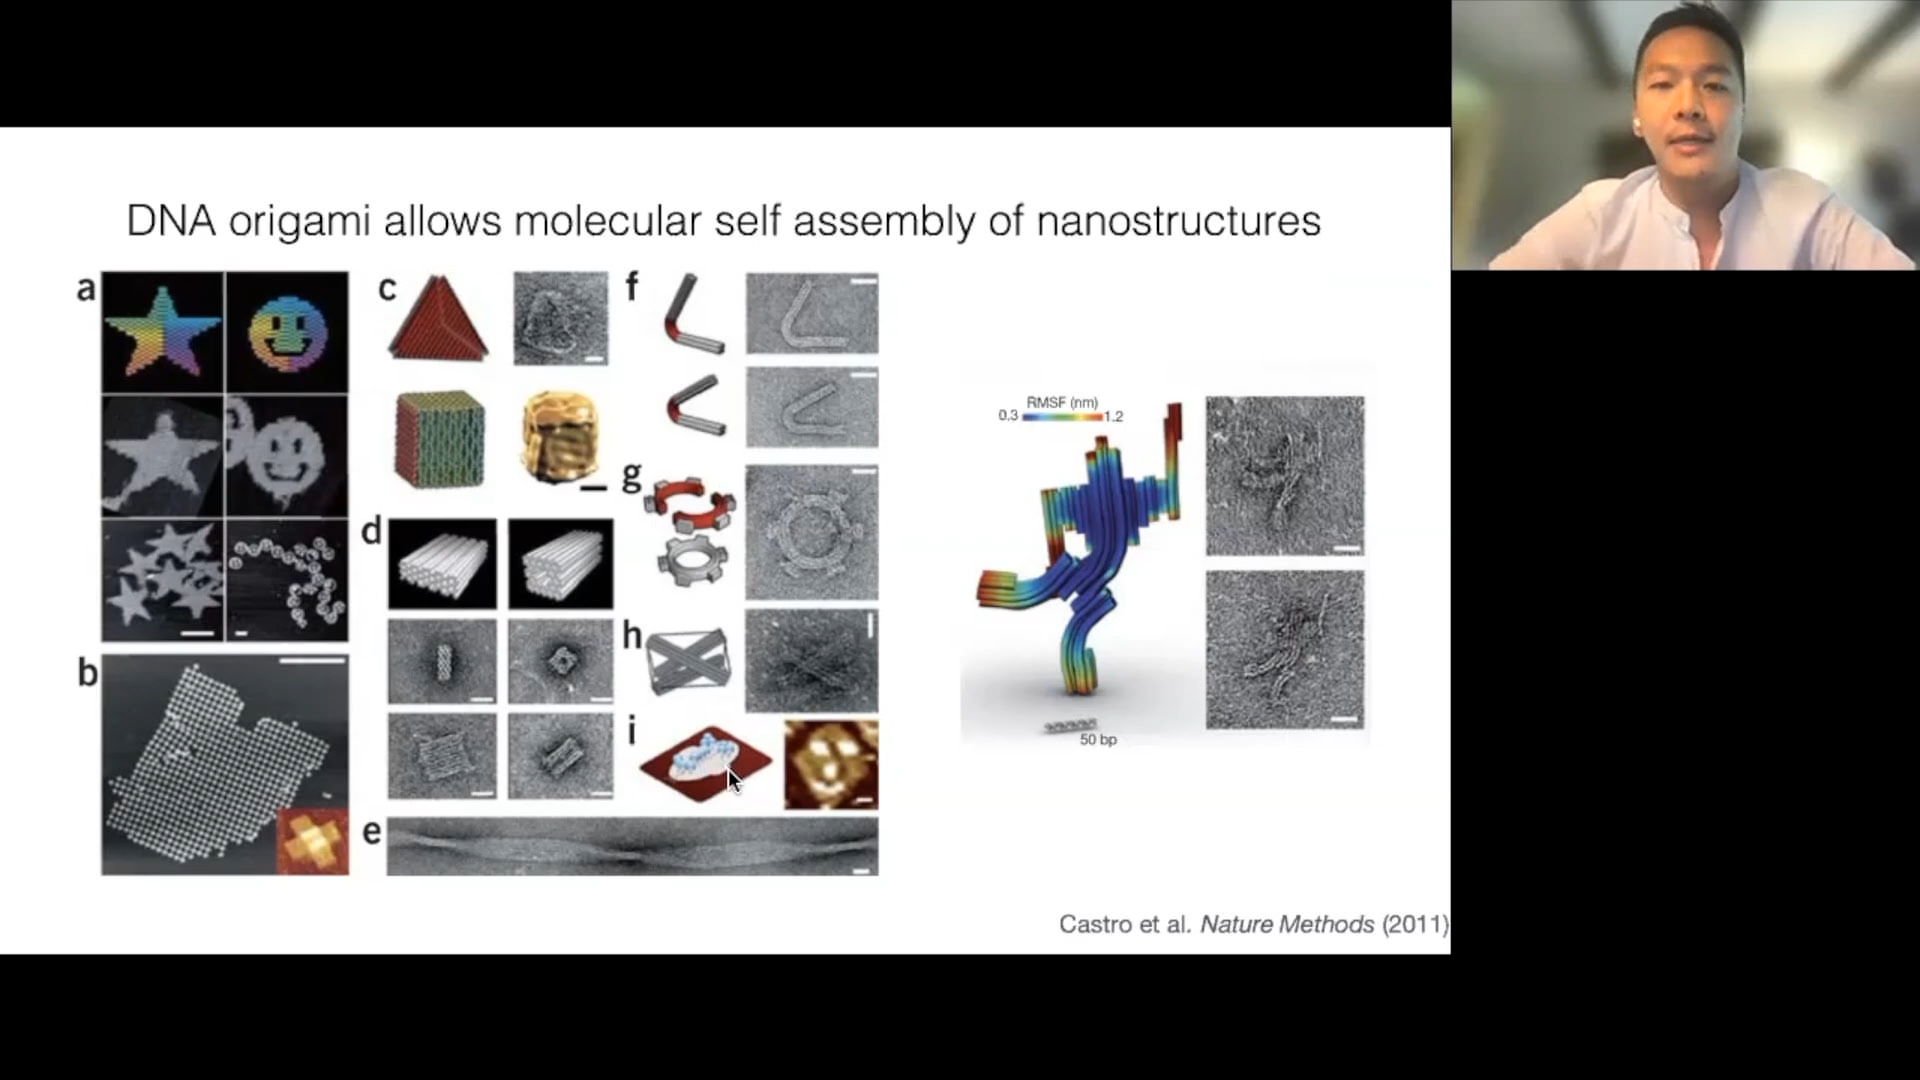 DNA origami allows molecular self assembly of nanostructures
a
b
c
d
e
f
g
h
i
RMSF (nm)
0.3
1.2
50 bp
Castro et al. Nature Methods (2011)